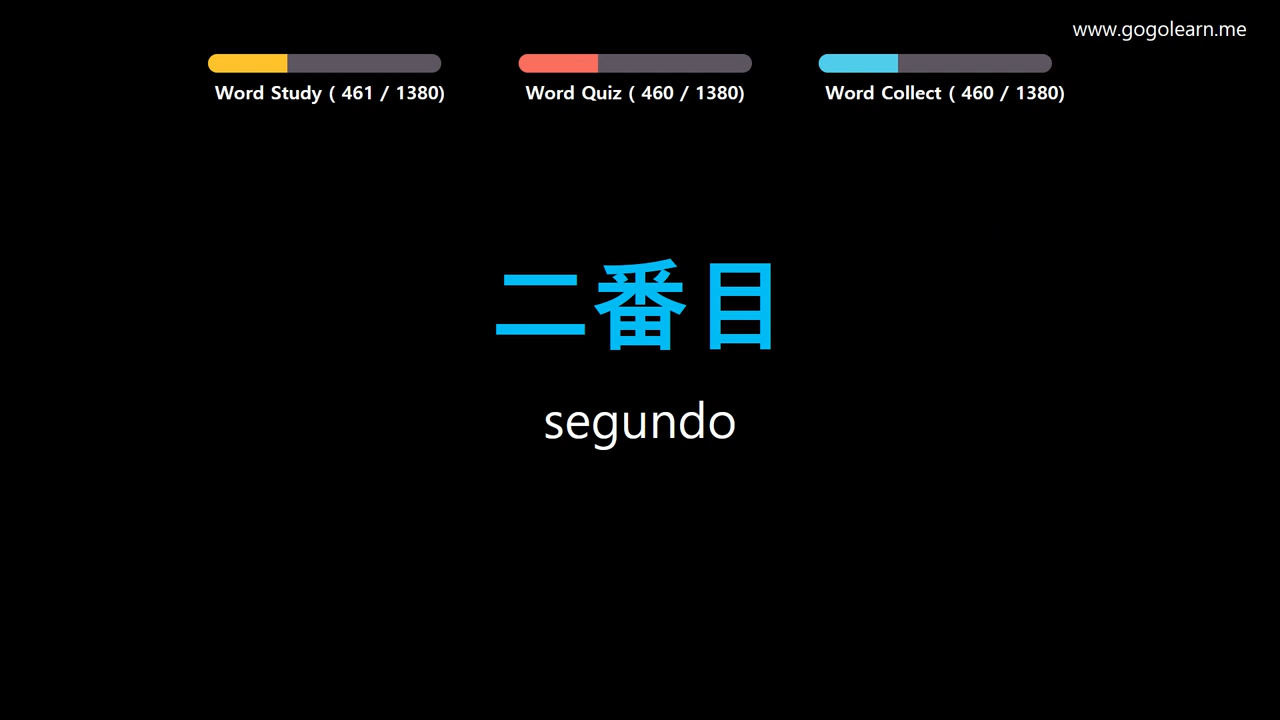 www.gogolearn.me
Word Study ( 461 / 1380)
Word Quiz ( 460 / 1380)
Word Collect ( 460 / 1380)
二番目
segundo